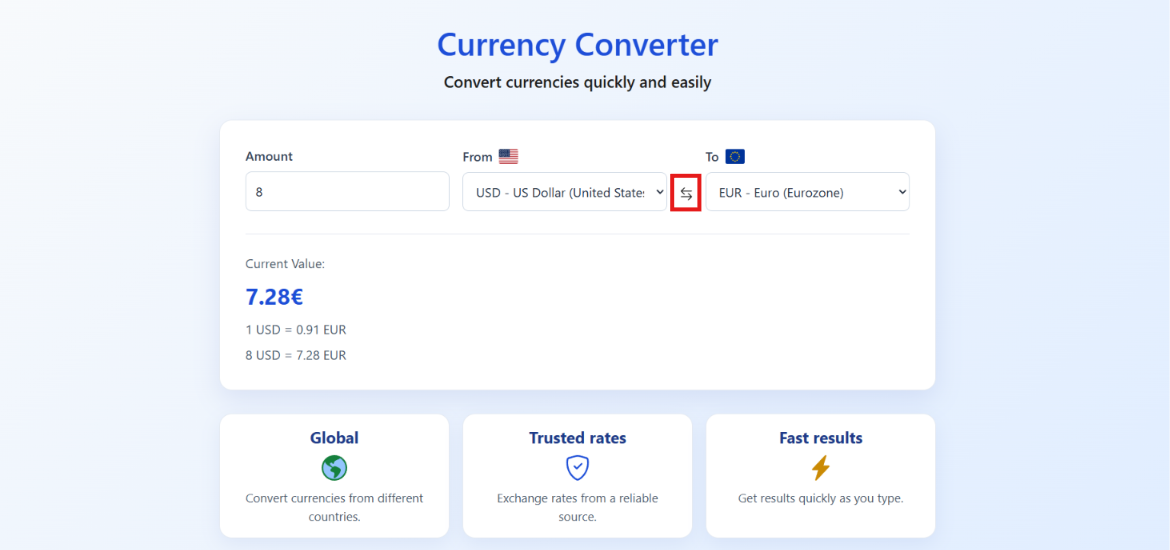 Currency Converter
Convert currencies quickly and easily
Amount
From
To
8
USD - US Dollar (United States
EUR - Euro (Eurozone)
Current Value:
7.28€
1 USD = 0.91 EUR
8 USD = 7.28 EUR
Global
Convert currencies from different
countries.
Trusted rates
Exchange rates from a reliable
source.
Fast results
Get results quickly as you type.